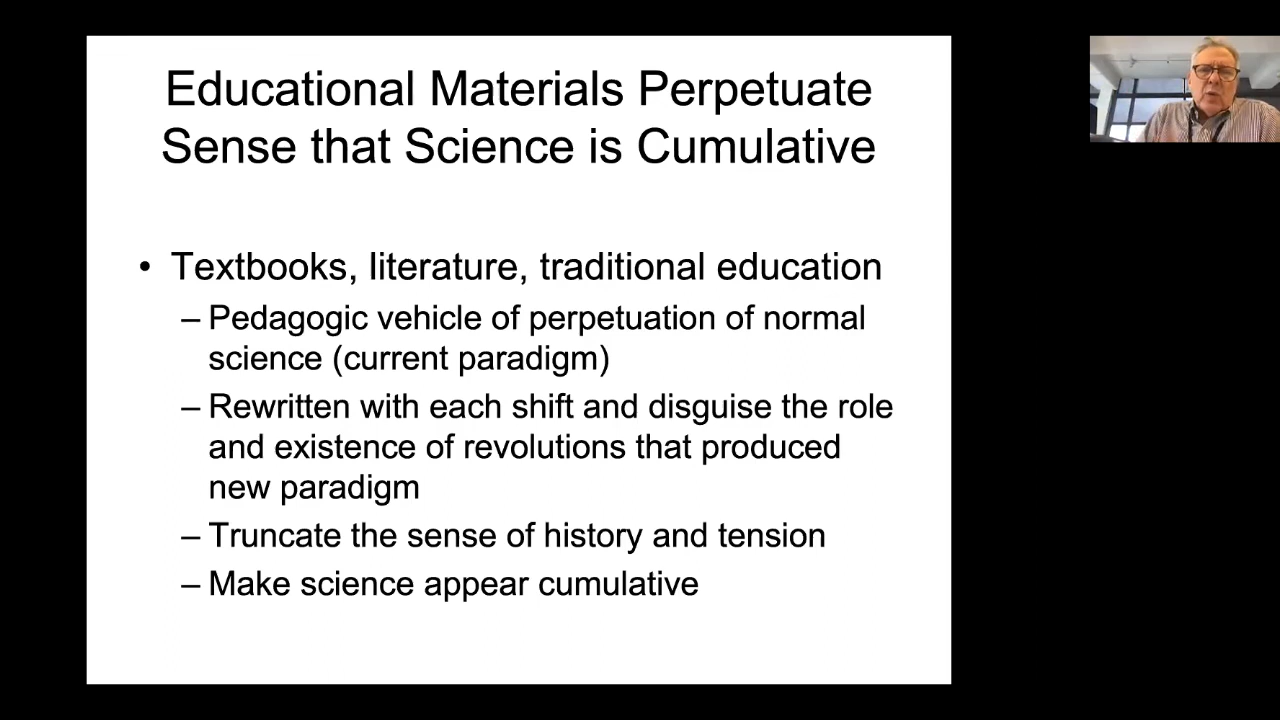 Educational Materials Perpetuate
Sense that Science is Cumulative
• Textbooks, literature, traditional education
– Pedagogic vehicle of perpetuation of normal
science (current paradigm)
– Rewritten with each shift and disguise the role
and existence of revolutions that produced
new paradigm
– Truncate the sense of history and tension
– Make science appear cumulative